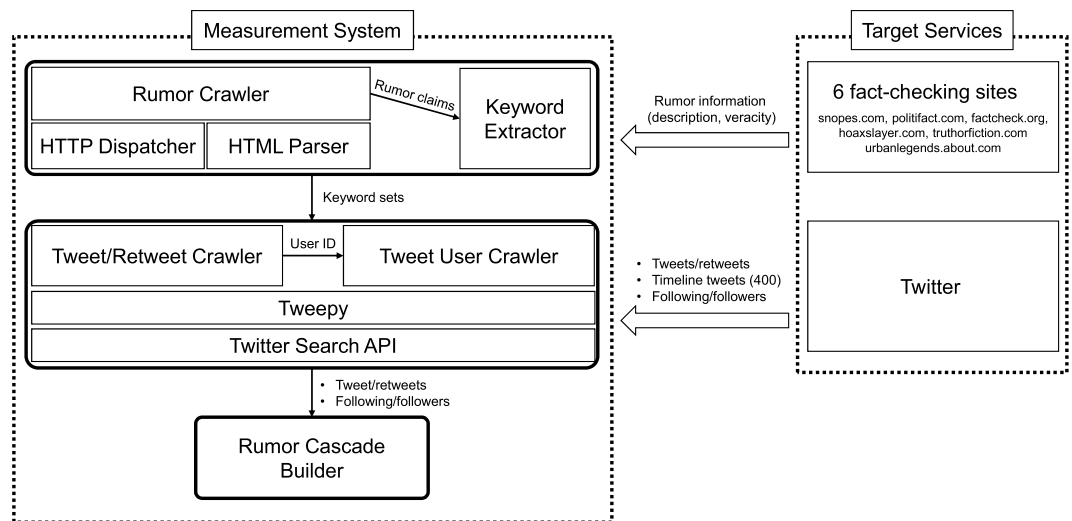 Measurement System
Target Services
Rumor Crawler
Rumor claims
Keyword
Extractor
HTTP Dispatcher
HTML Parser
Rumor information
(description, veracity)
6 fact-checking sites
snopes.com, politifact.com, factcheck.org,
hoaxslayer.com, truthorfiction.com
urbanlegends.about.com
Keyword sets
Tweet/Retweet Crawler
User ID
Tweet User Crawler
Tweepy
Twitter Search API
• Tweets/retweets
• Timeline tweets (400)
• Following/followers
Twitter
• Tweet/retweets
• Following/followers
Rumor Cascade
Builder